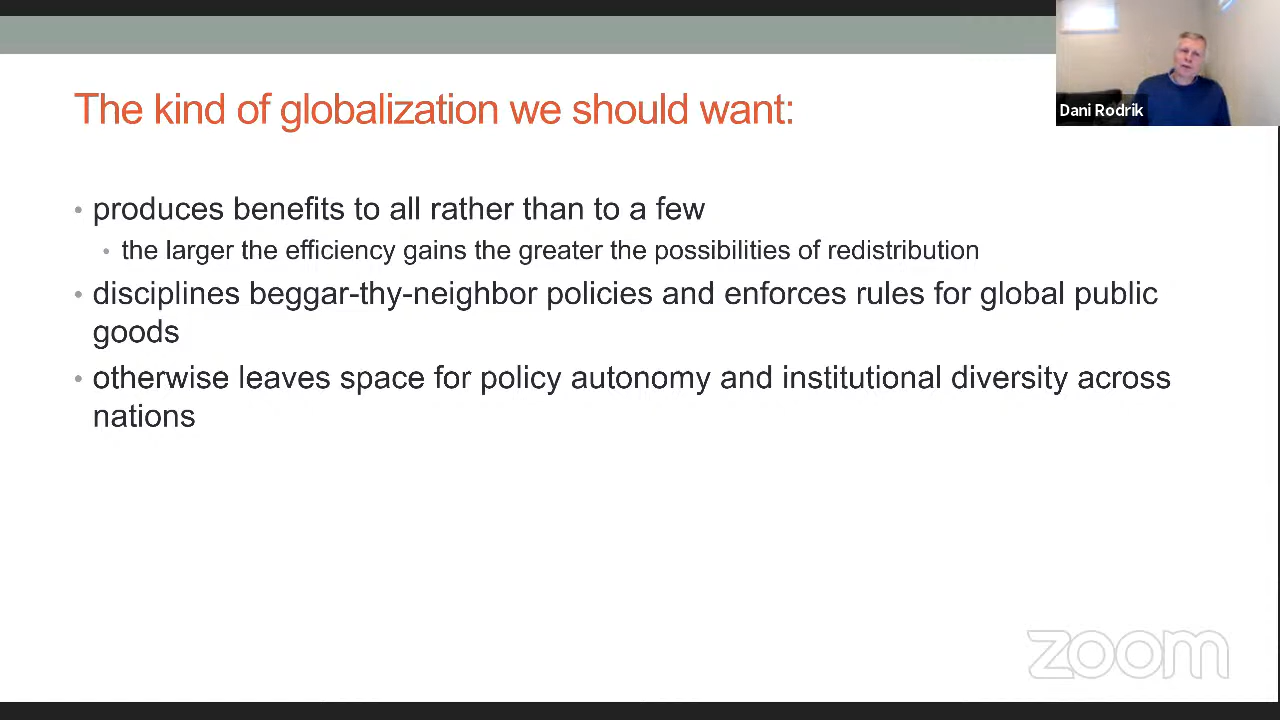 The kind of globalization we should want:
Dani Rodrik
• produces benefits to all rather than to a few
• the larger the efficiency gains the greater the possibilities of redistribution
• disciplines beggar-thy-neighbor policies and enforces rules for global public
goods
• otherwise leaves space for policy autonomy and institutional diversity across
nations
zoom